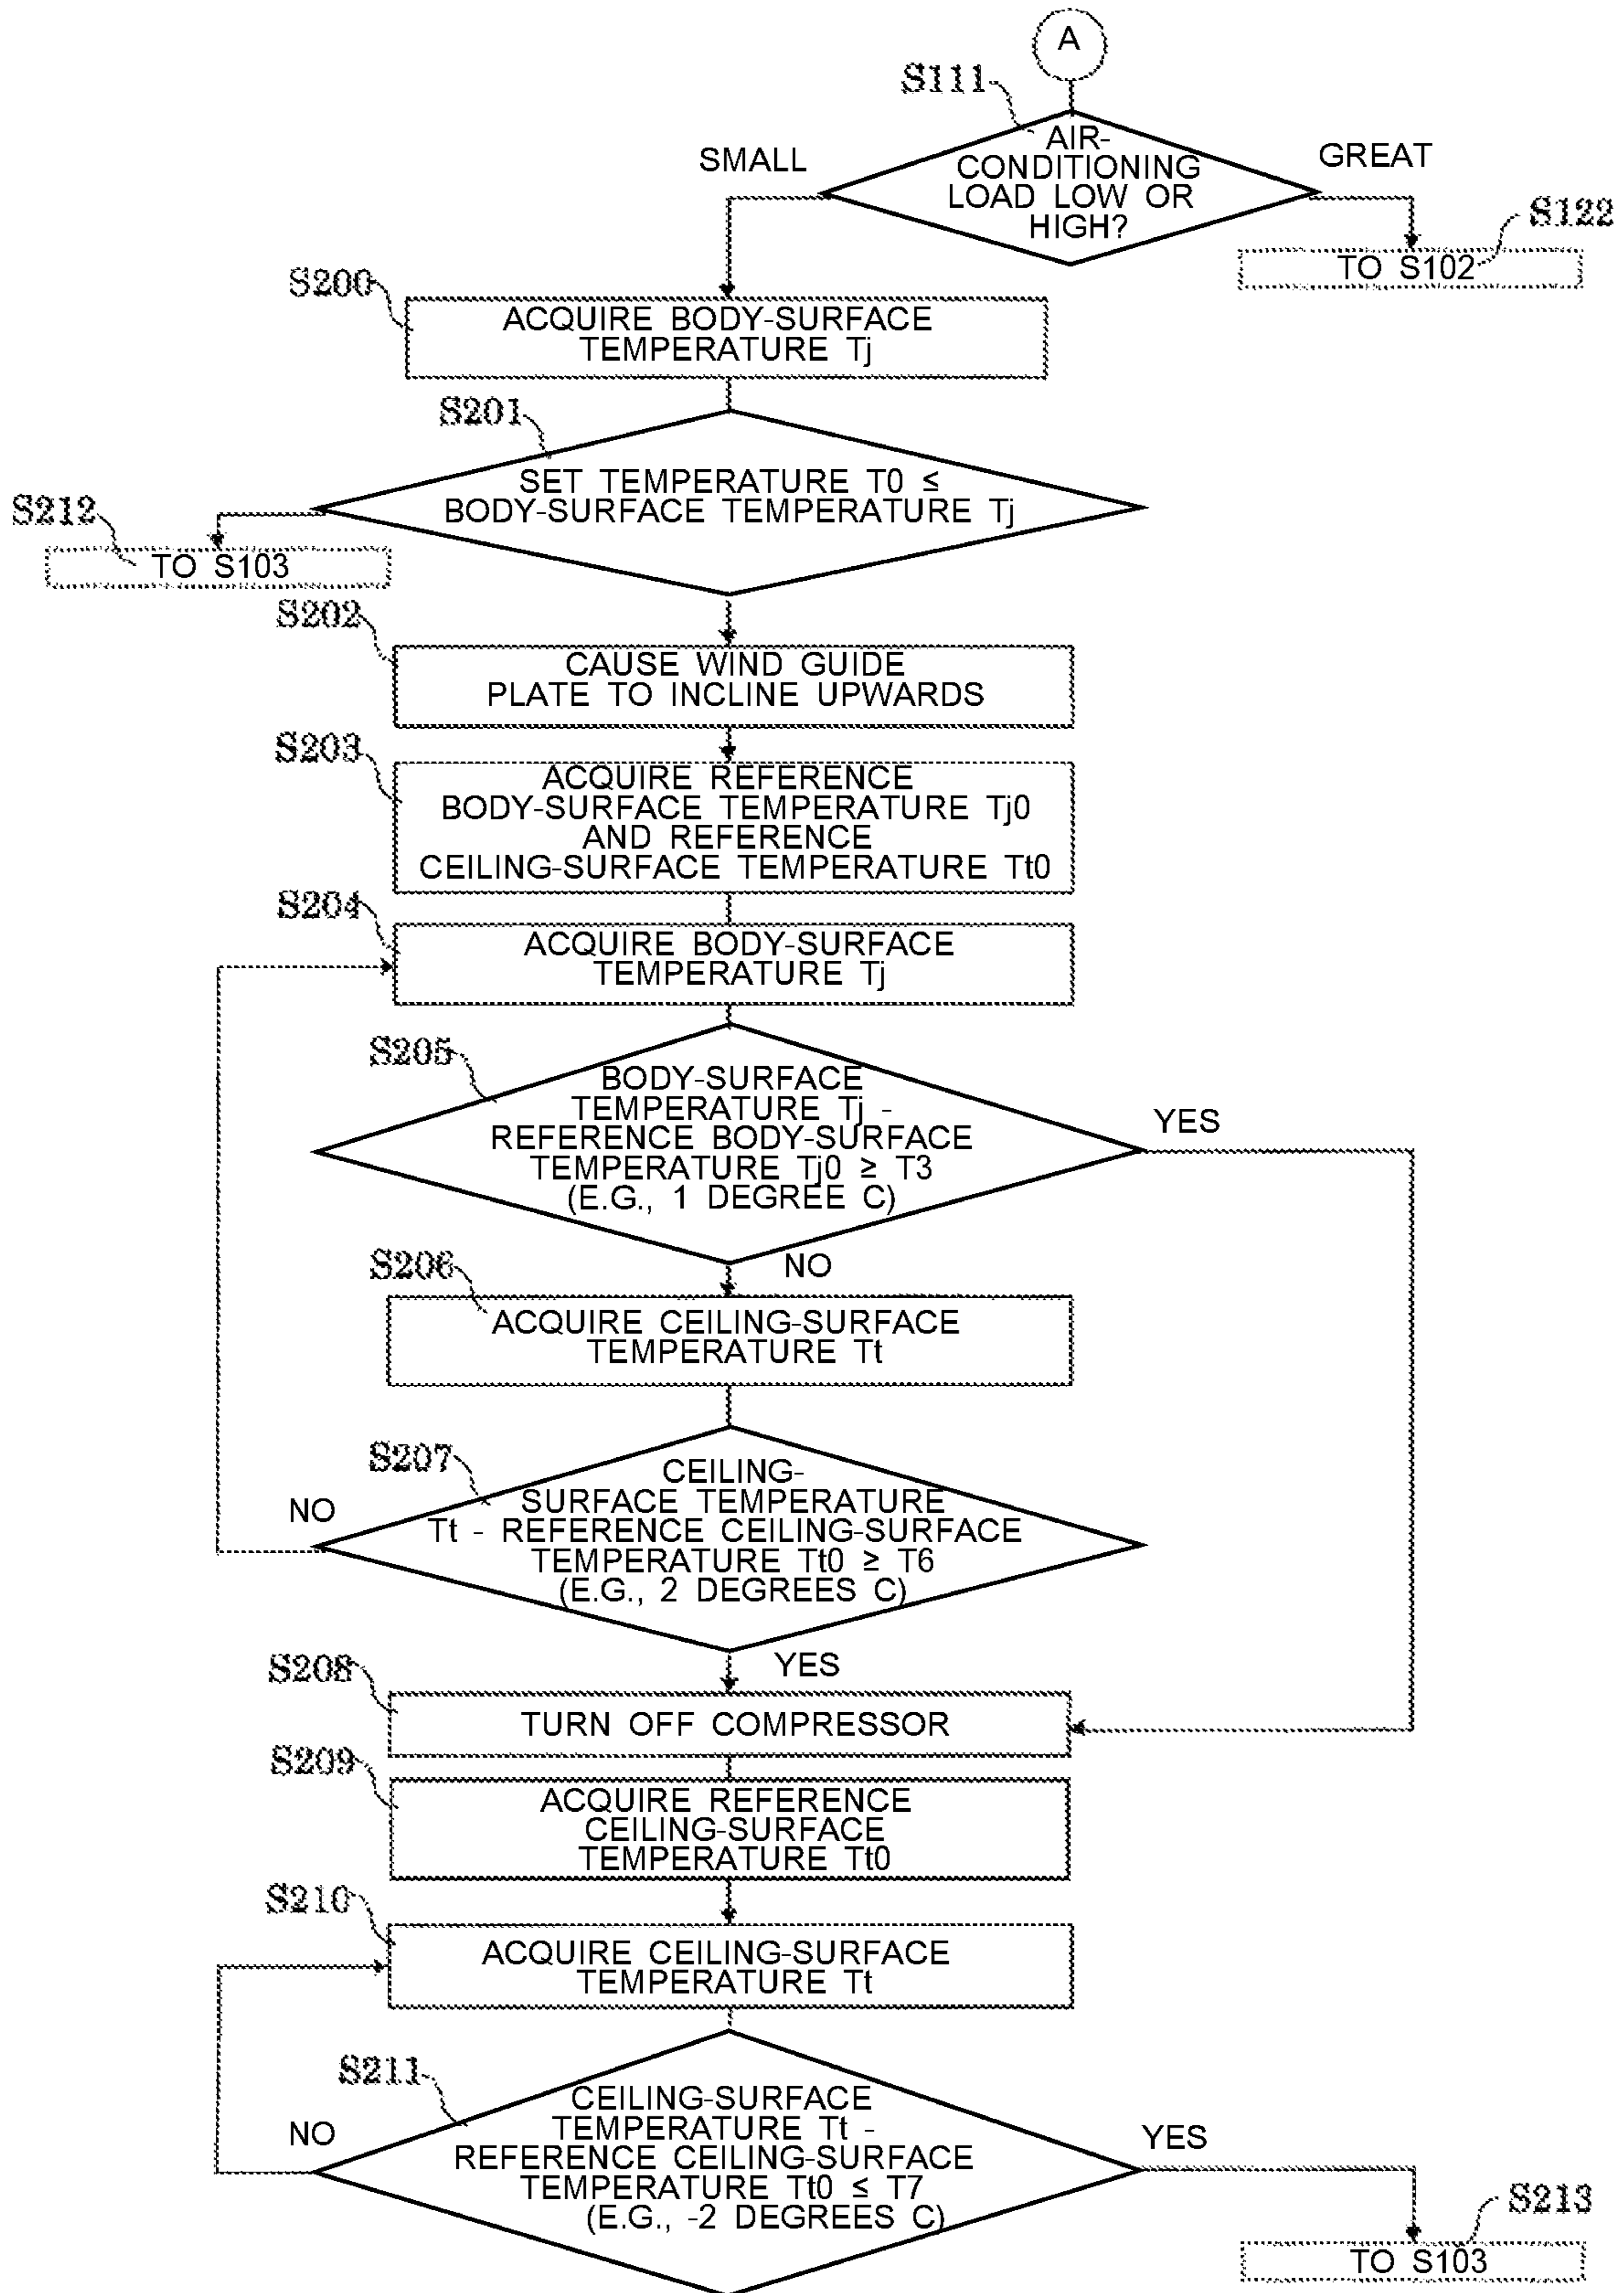 A
S111
AIR-
CONDITIONING
LOAD LOW OR
HIGH?
SMALL
GREAT
S122
TO S102
S200
ACQUIRE BODY-SURFACE
TEMPERATURE Tj
S201
SET TEMPERATURE T0 ≤
BODY-SURFACE TEMPERATURE Tj
S212
TO S103
S202
CAUSE WIND GUIDE
PLATE TO INCLINE UPWARDS
S203
ACQUIRE REFERENCE
BODY-SURFACE TEMPERATURE Tj0
AND REFERENCE
CEILING-SURFACE TEMPERATURE Tt0
S204
ACQUIRE BODY-SURFACE
TEMPERATURE Tj
S205
BODY-SURFACE
TEMPERATURE Tj -
REFERENCE BODY-SURFACE
TEMPERATURE Tj0 ≥ T3
(E.G., 1 DEGREE C)
YES
NO
S206
ACQUIRE CEILING-SURFACE
TEMPERATURE Tt
S207
CEILING-
SURFACE TEMPERATURE
Tt - REFERENCE CEILING-SURFACE
TEMPERATURE Tt0 ≥ T6
(E.G., 2 DEGREES C)
NO
YES
S208
TURN OFF COMPRESSOR
S209
ACQUIRE REFERENCE
CEILING-SURFACE
TEMPERATURE Tt0
S210
ACQUIRE CEILING-SURFACE
TEMPERATURE Tt
S211
CEILING-SURFACE
TEMPERATURE Tt -
REFERENCE CEILING-SURFACE
TEMPERATURE Tt0 ≤ T7
(E.G., -2 DEGREES C)
NO
YES
S213
TO S103